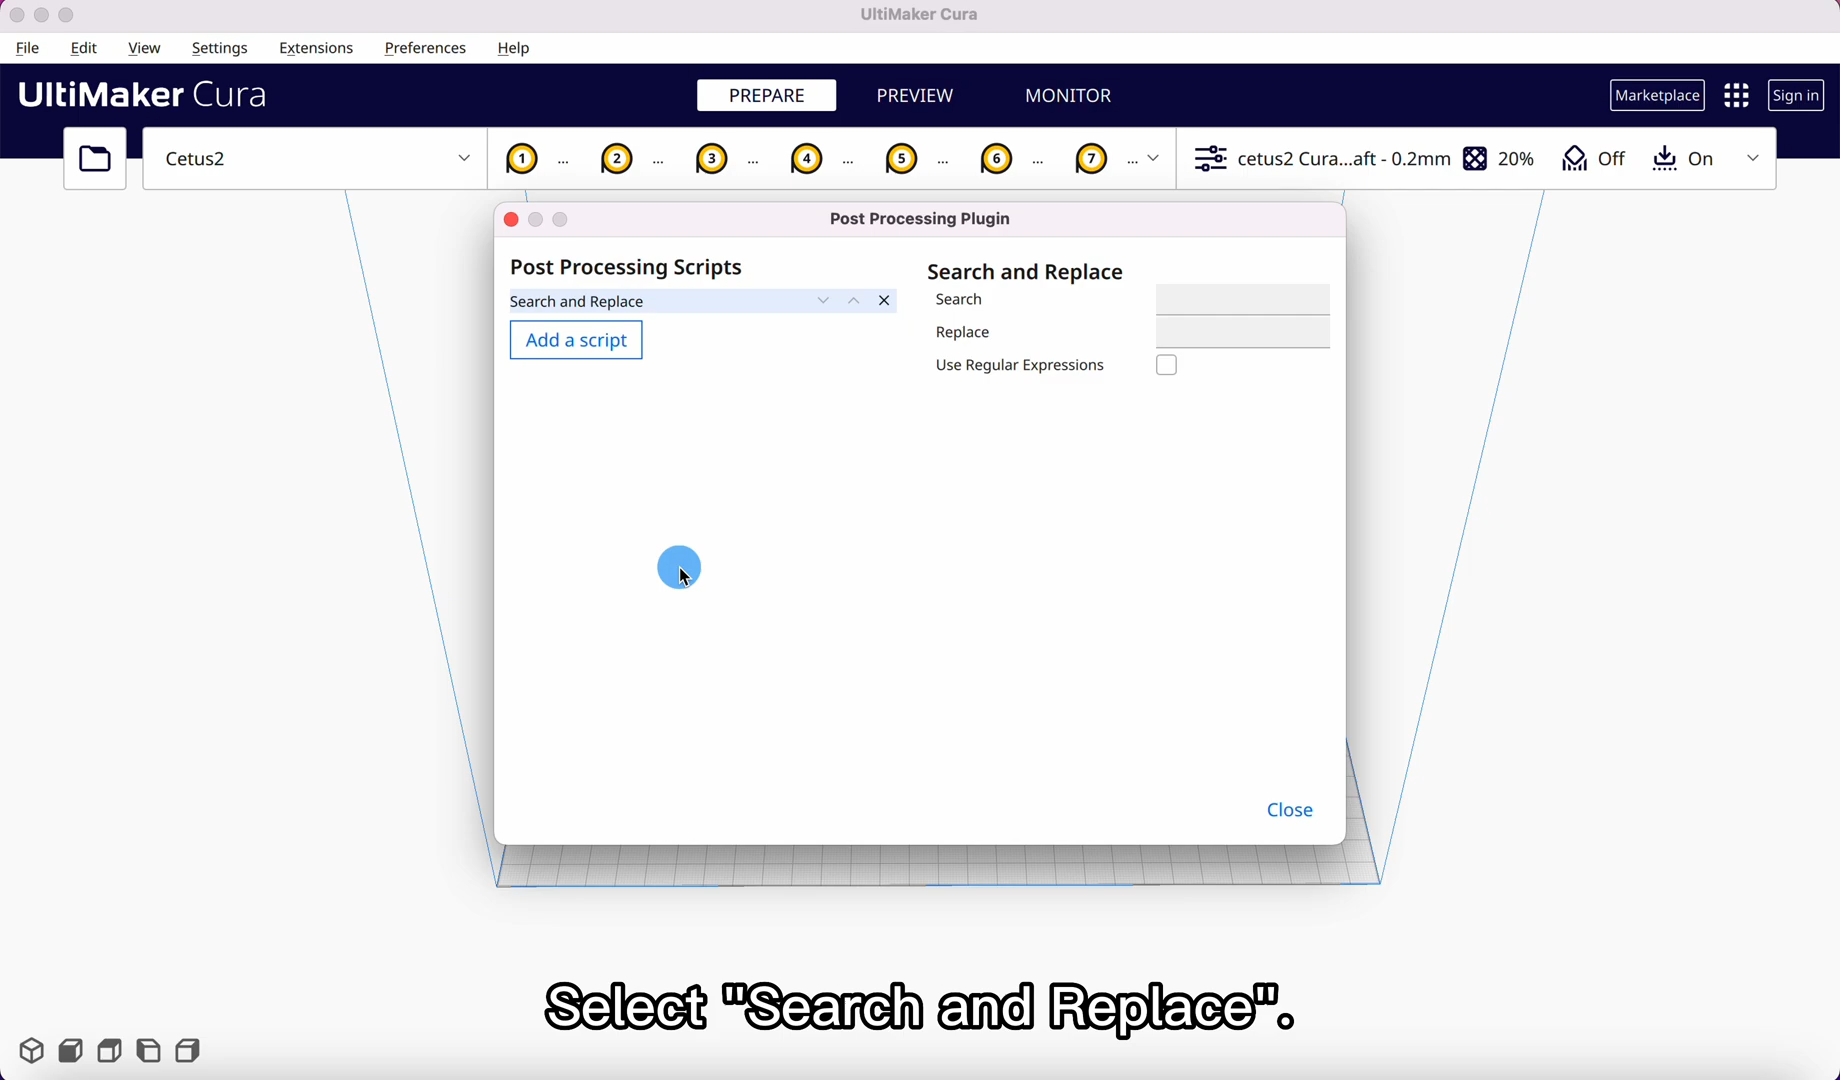 UltiMaker Cura
File Edit View Settings Extensions Preferences Help
UltiMaker Cura PREPARE PREVIEW MONITOR Marketplace Sign in
Cetus2 1 ... 2 ... 3 ... 4 ... 5 ... 6 ... 7 ... cetus2 Cura...aft - 0.2mm 20% Off On
Post Processing Plugin
Post Processing Scripts
Search and Replace
Add a script
Search and Replace
Search
Replace
Use Regular Expressions
Close
Select "Search and Replace".